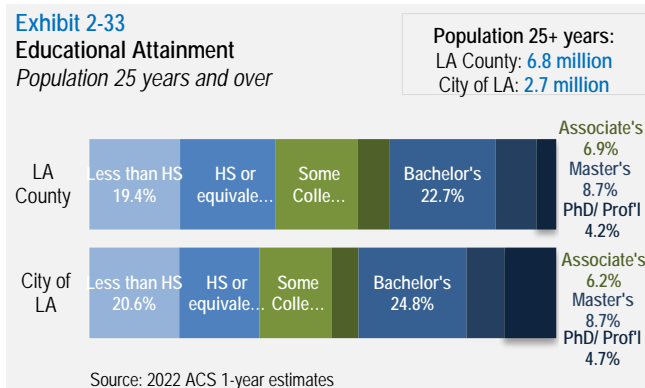 Exhibit 2-33
Educational Attainment
Population 25 years and over
Population 25+ years:
LA County: 6.8 million
City of LA: 2.7 million
LA County
Less than HS
19.4%
HS or
equivale...
Some
Colle...
Bachelor's
22.7%
Associate's
6.9%
Master's
8.7%
PhD/ Prof'l
4.2%
City of LA
Less than HS
20.6%
HS or
equivale...
Some
Colle...
Bachelor's
24.8%
Associate's
6.2%
Master's
8.7%
PhD/ Prof'l
4.7%
Source: 2022 ACS 1-year estimates